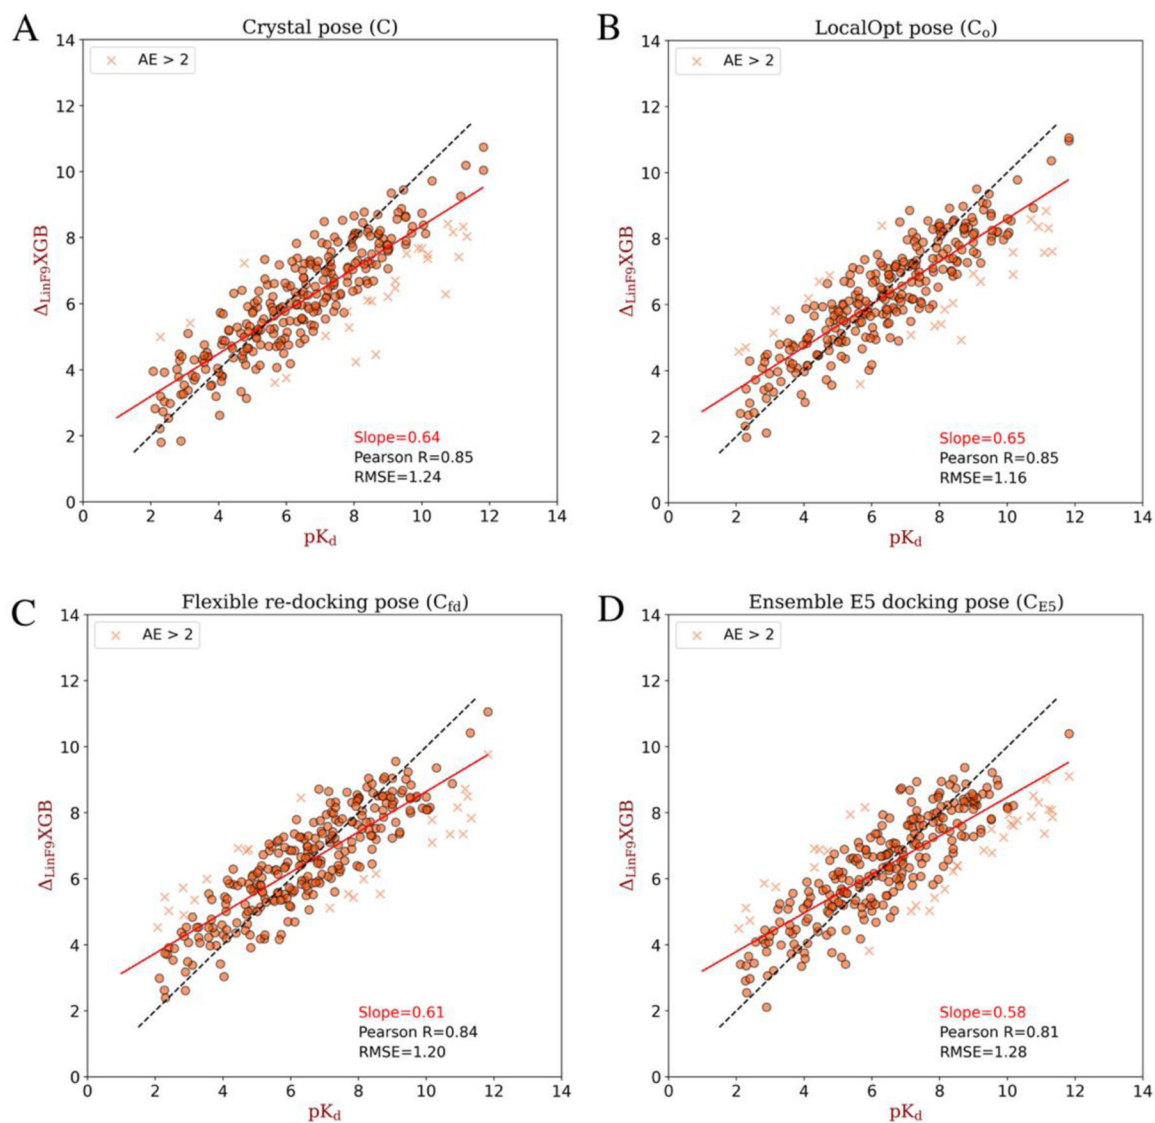 A
Crystal pose (C)
14
12
10
8
6
4
2
0
× AE > 2
Δ_LinF9XGB
Slope=0.64
Pearson R=0.85
RMSE=1.24
0 2 4 6 8 10 12 14
pK_d
B
LocalOpt pose (C_o)
14
12
10
8
6
4
2
0
× AE > 2
Δ_LinF9XGB
Slope=0.65
Pearson R=0.85
RMSE=1.16
0 2 4 6 8 10 12 14
pK_d
C
Flexible re-docking pose (C_fd)
14
12
10
8
6
4
2
0
× AE > 2
Δ_LinF9XGB
Slope=0.61
Pearson R=0.84
RMSE=1.20
0 2 4 6 8 10 12 14
pK_d
D
Ensemble E5 docking pose (C_E5)
14
12
10
8
6
4
2
0
× AE > 2
Δ_LinF9XGB
Slope=0.58
Pearson R=0.81
RMSE=1.28
0 2 4 6 8 10 12 14
pK_d